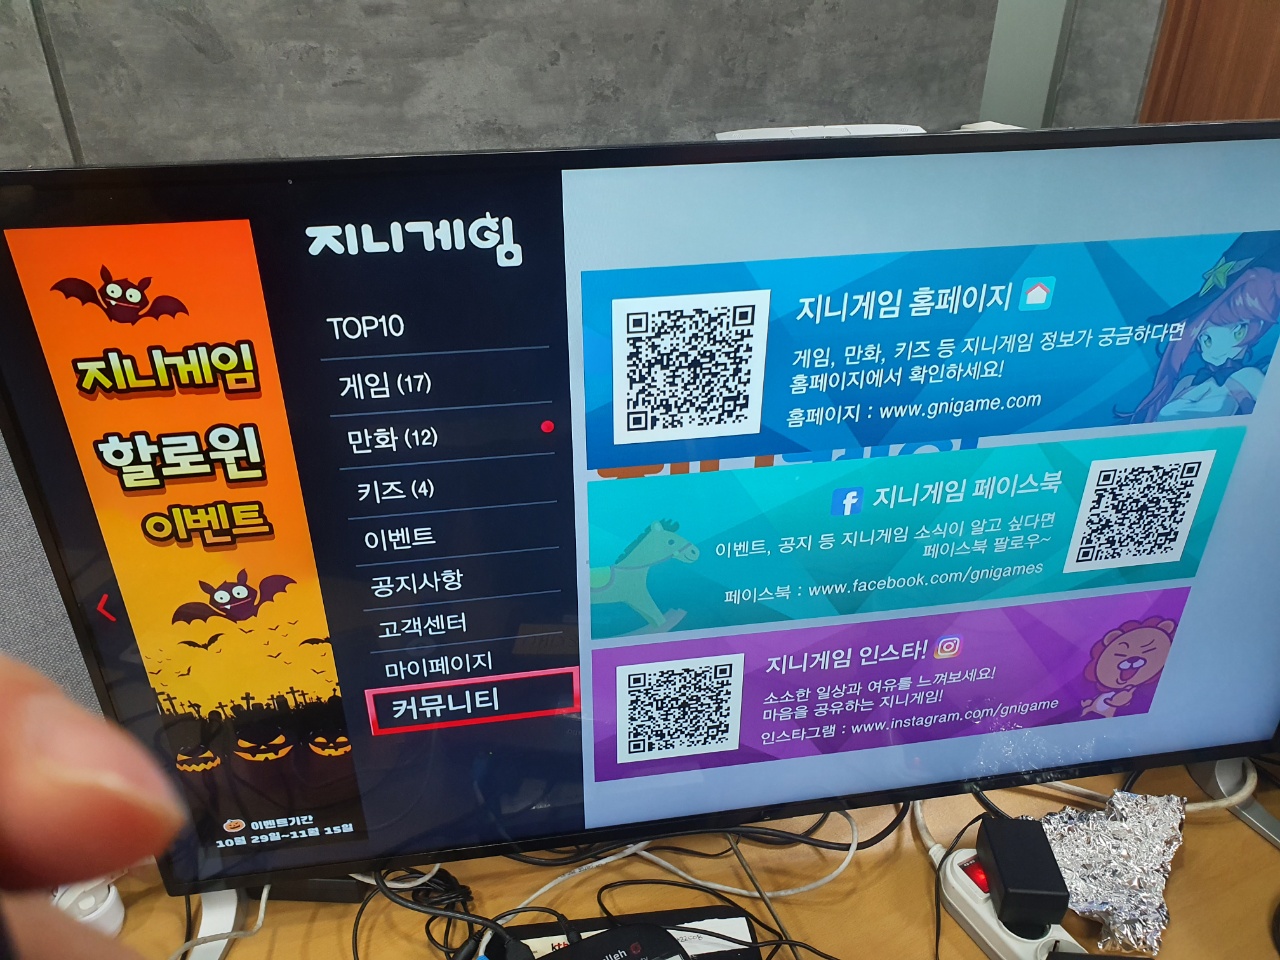 지니게임
할로윈
이벤트
이벤트기간
10월 29일~11월 15일
지니게임
TOP10
게임 (17)
만화 (12)
키즈 (4)
이벤트
공지사항
고객센터
마이페이지
커뮤니티
지니게임 홈페이지
게임, 만화, 키즈 등 지니게임 정보가 궁금하다면
홈페이지에서 확인하세요!
홈페이지 : www.gnigame.com
지니게임 페이스북
이벤트, 공지 등 지니게임 소식이 알고 싶다면
페이스북 팔로우~
페이스북 : www.facebook.com/gnigames
지니게임 인스타!
소소한 일상과 여유를 느껴보세요!
마음을 공유하는 지니게임!
인스타그램 : www.instagram.com/gnigame